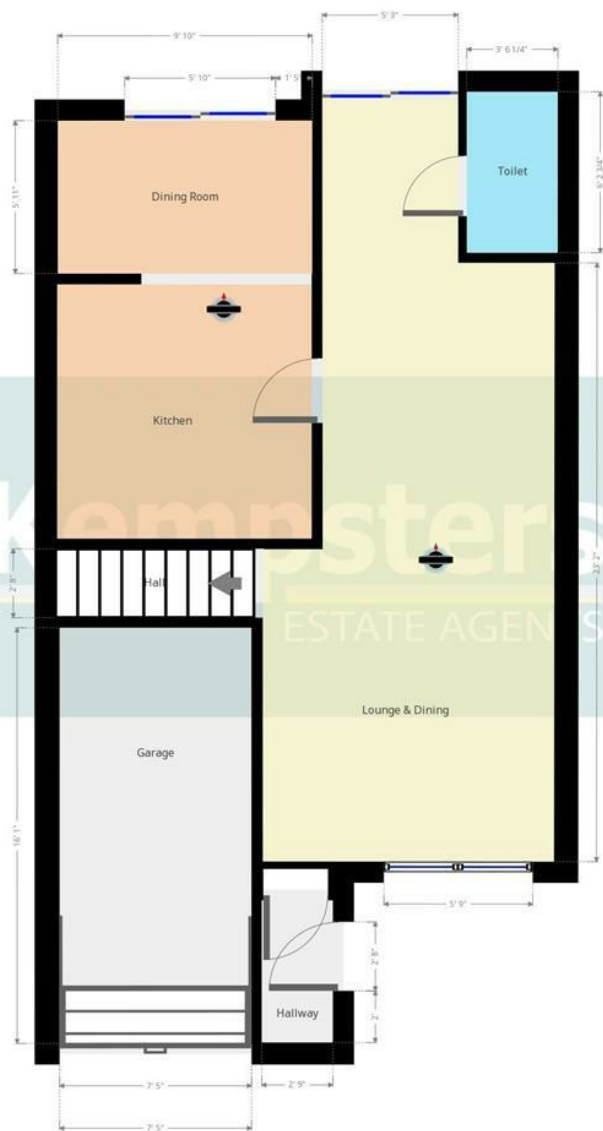 5' 3"
9' 10"
3' 6 1/4"
5' 10"
1' 5"
Toilet
6' 2 3/4"
Dining Room
5' 11"
Kitchen
Kempsters
Hall
2' 8"
23' 2"
ESTATE AGENTS
Lounge & Dining
Garage
16' 1"
5' 9"
2' 8"
Hallway
2'
7' 5"
2' 9"
7' 5"